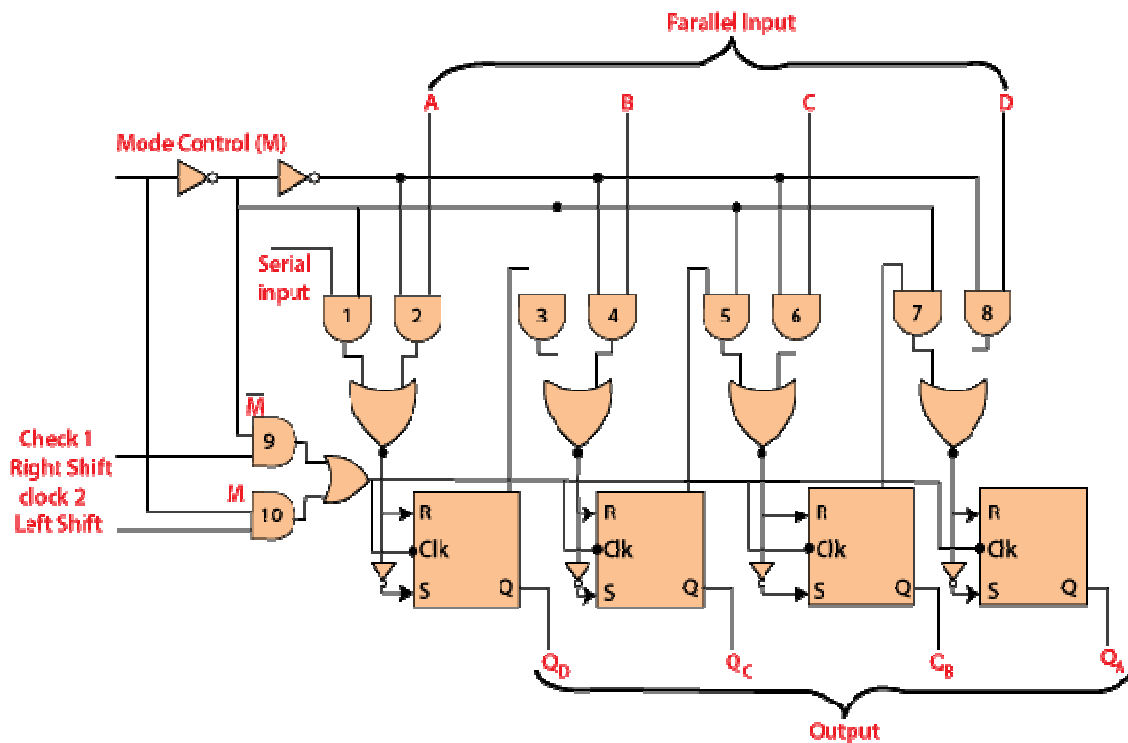 Farallel Input
A
B
C
D
Mode Control (M)
Serial
input
1
2
3
4
5
6
7
8
M̅
9
Check 1
Right Shift
clock 2
Left Shift
M
10
R
Clk
S
Q
R
Clk
S
Q
R
Clk
S
Q
R
Clk
S
Q
QD
QC
GB
QA
Output